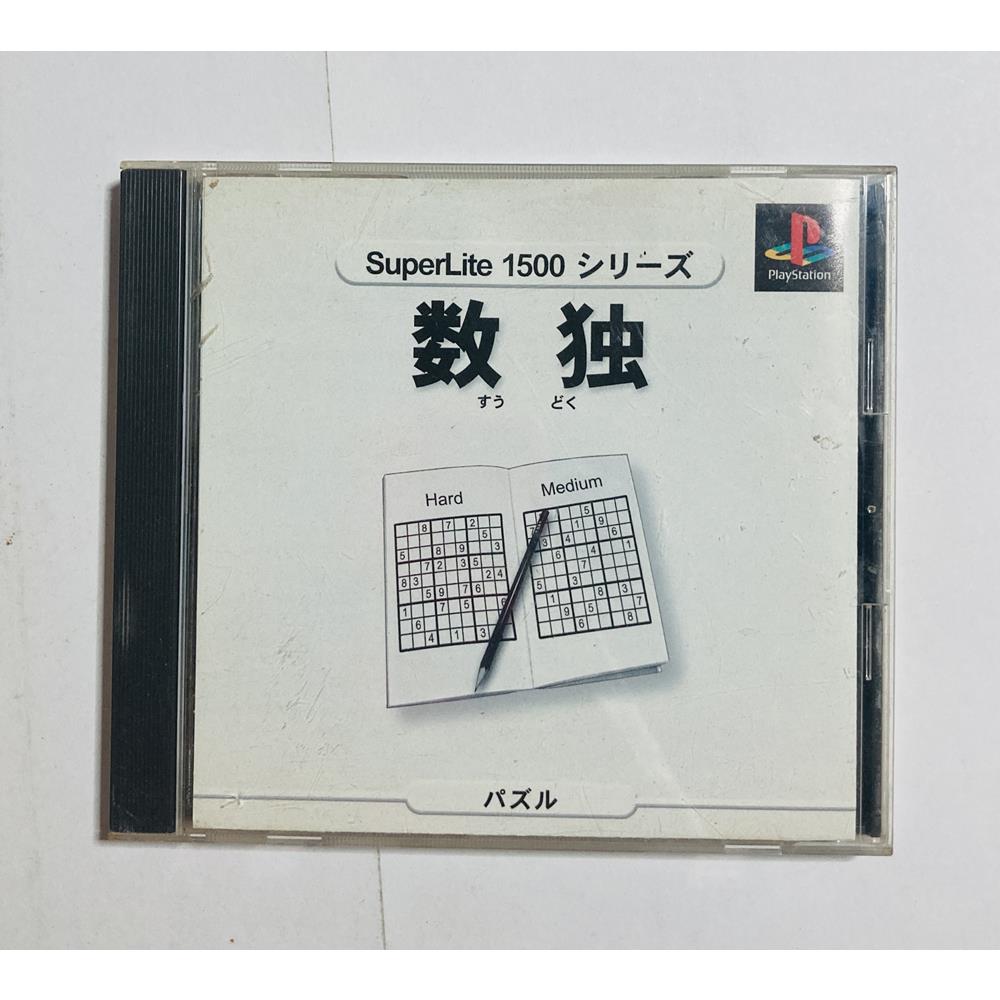 SuperLite 1500 シリーズ
PlayStation
数独
すうどく
Hard
Medium
パズル